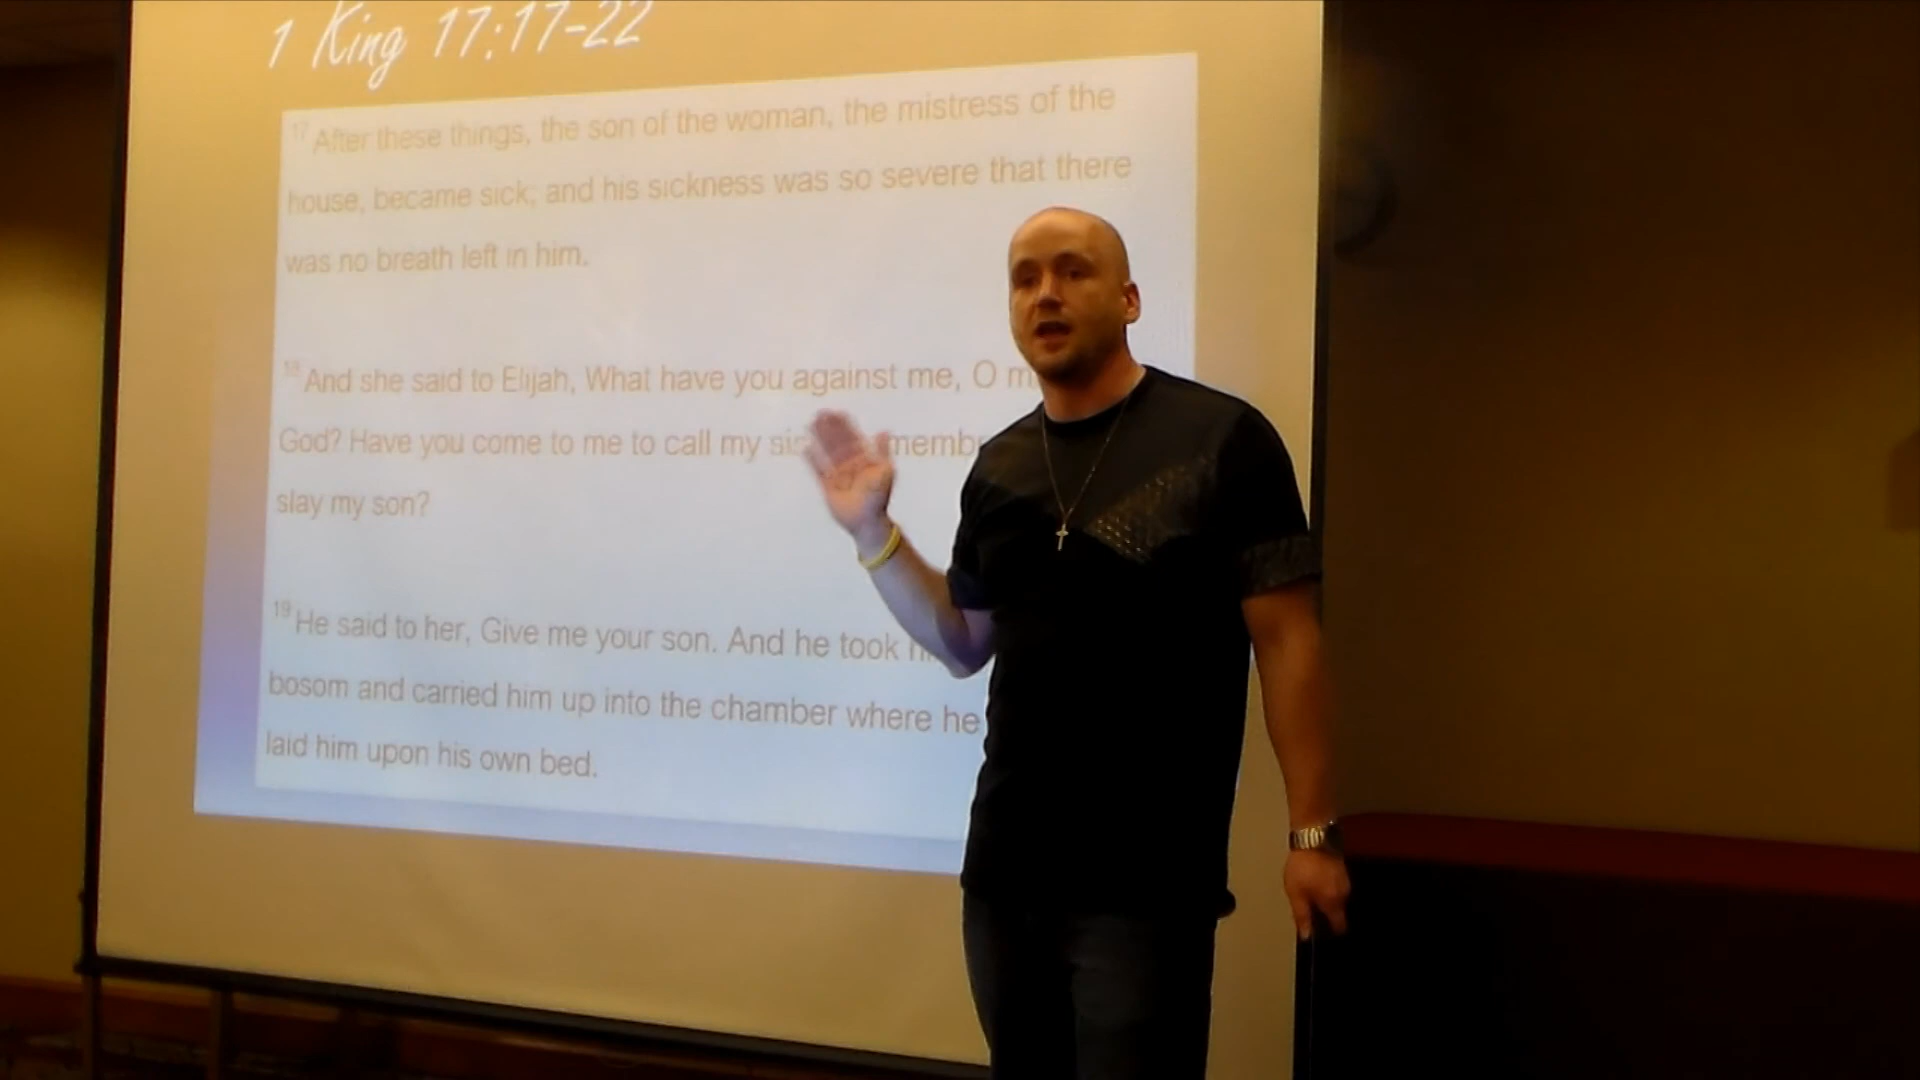 1 King 17:17-22
17 After these things, the son of the woman, the mistress of the
house, became sick; and his sickness was so severe that there
was no breath left in him.
18 And she said to Elijah, What have you against me, O
God? Have you come to me to call my
slay my son?
19 He said to her, Give me your son. And he took
bosom and carried him up into the chamber where he
laid him upon his own bed.